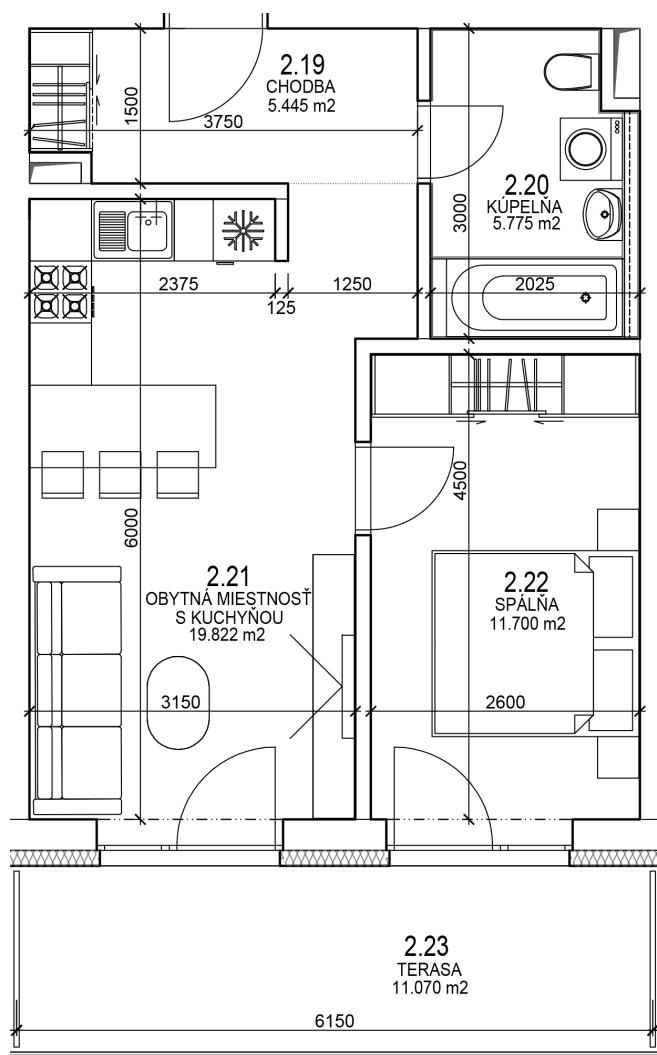 2.19
CHODBA
5.445 m2
1500
3750
2.20
KÚPELŇA
5.775 m2
3000
2375
125
1250
2025
4500
6000
2.21
OBYTNÁ MIESTNOSŤ
S KUCHYŇOU
19.822 m2
2.22
SPÁLŇA
11.700 m2
3150
2600
2.23
TERASA
11.070 m2
6150